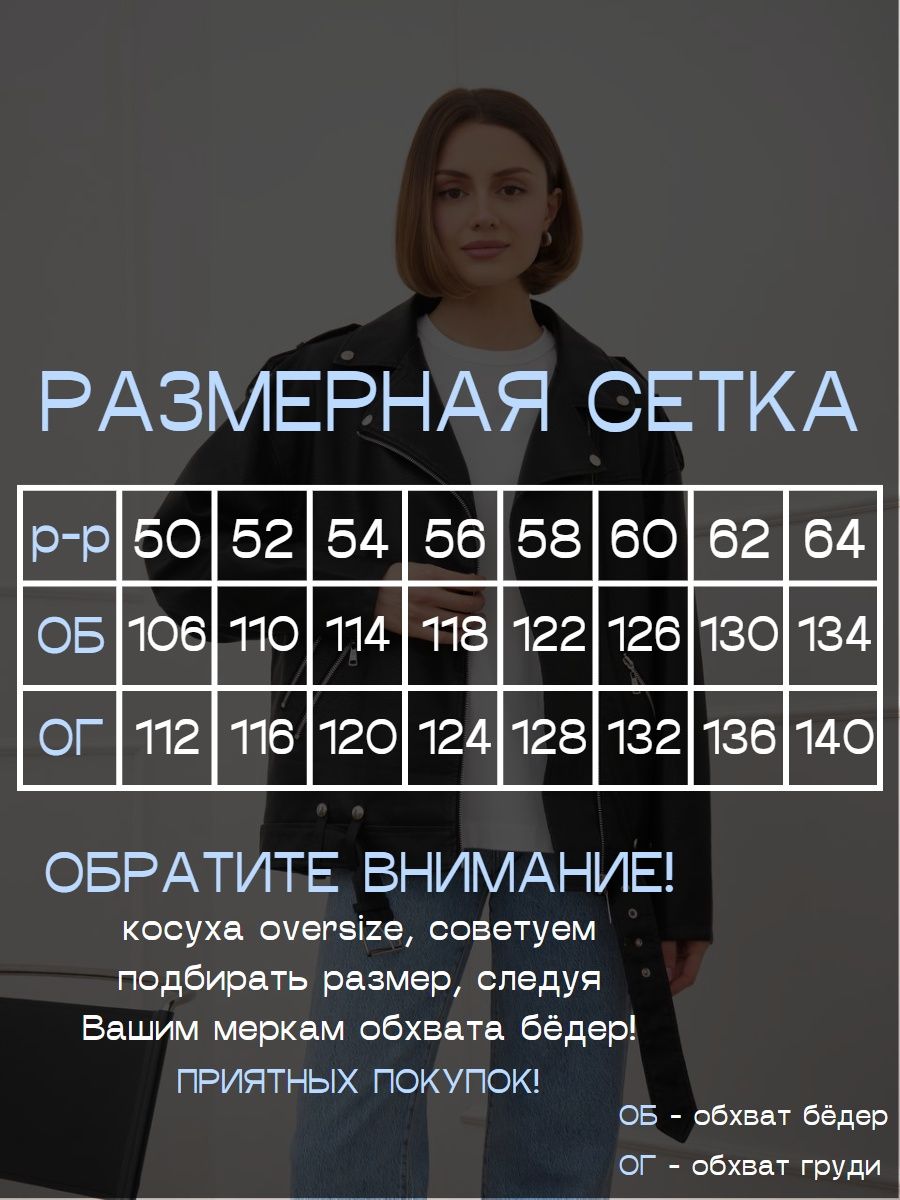 РАЗМЕРНАЯ СЕТКА
р-р 50 52 54 56 58 60 62 64
ОБ 106 110 114 118 122 126 130 134
ОГ 112 116 120 124 128 132 136 140
ОБРАТИТЕ ВНИМАНИЕ!
косуха oversize, советуем
подбирать размер, следуя
Вашим меркам обхвата бёдер!
ПРИЯТНЫХ ПОКУПОК!
ОБ - обхват бёдер
ОГ - обхват груди